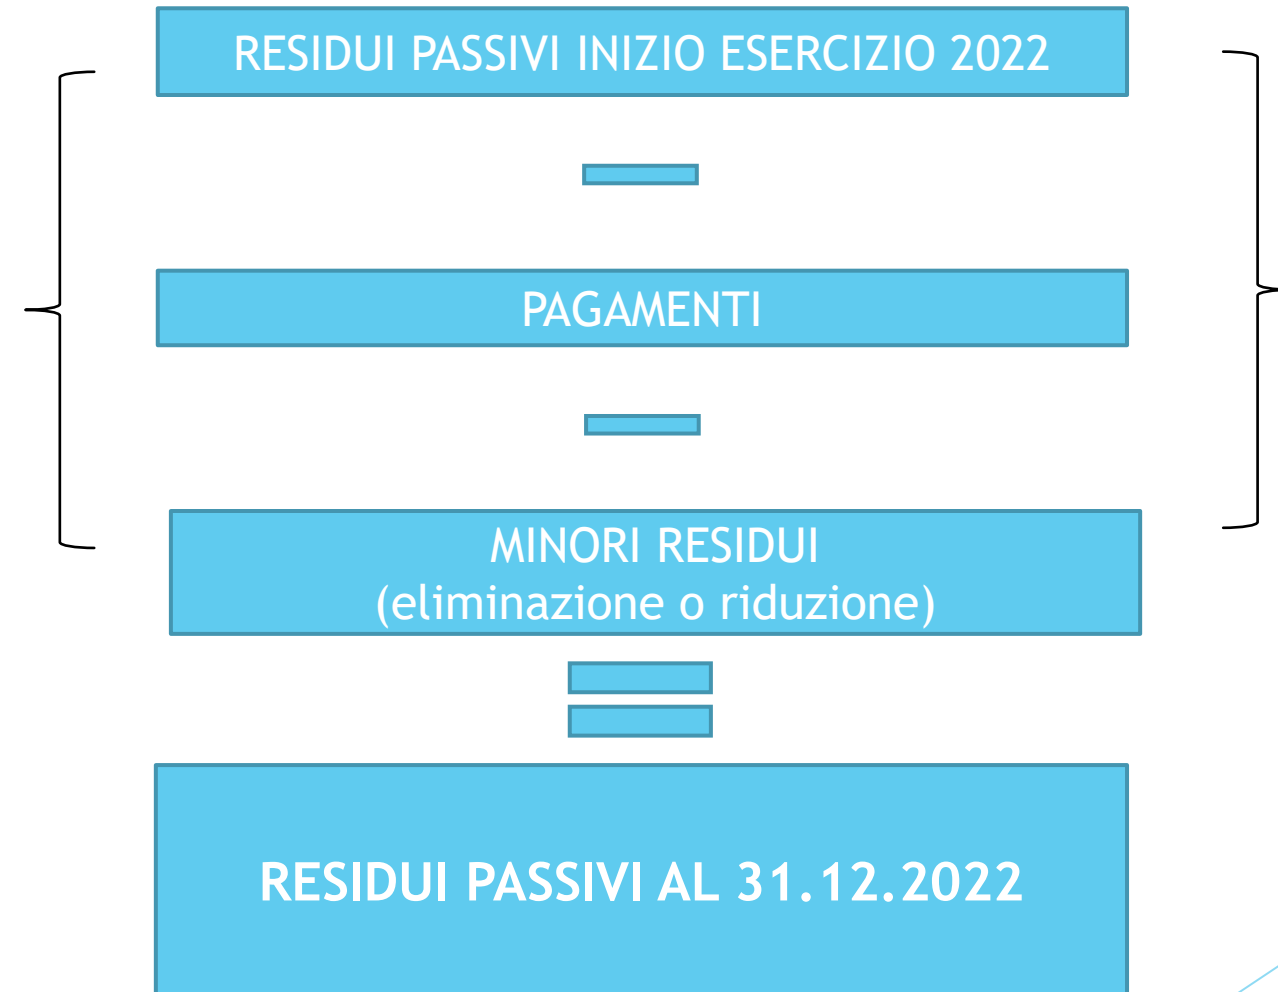 RESIDUI PASSIVI INIZIO ESERCIZIO 2022
PAGAMENTI
MINORI RESIDUI
(eliminazione o riduzione)
RESIDUI PASSIVI AL 31.12.2022